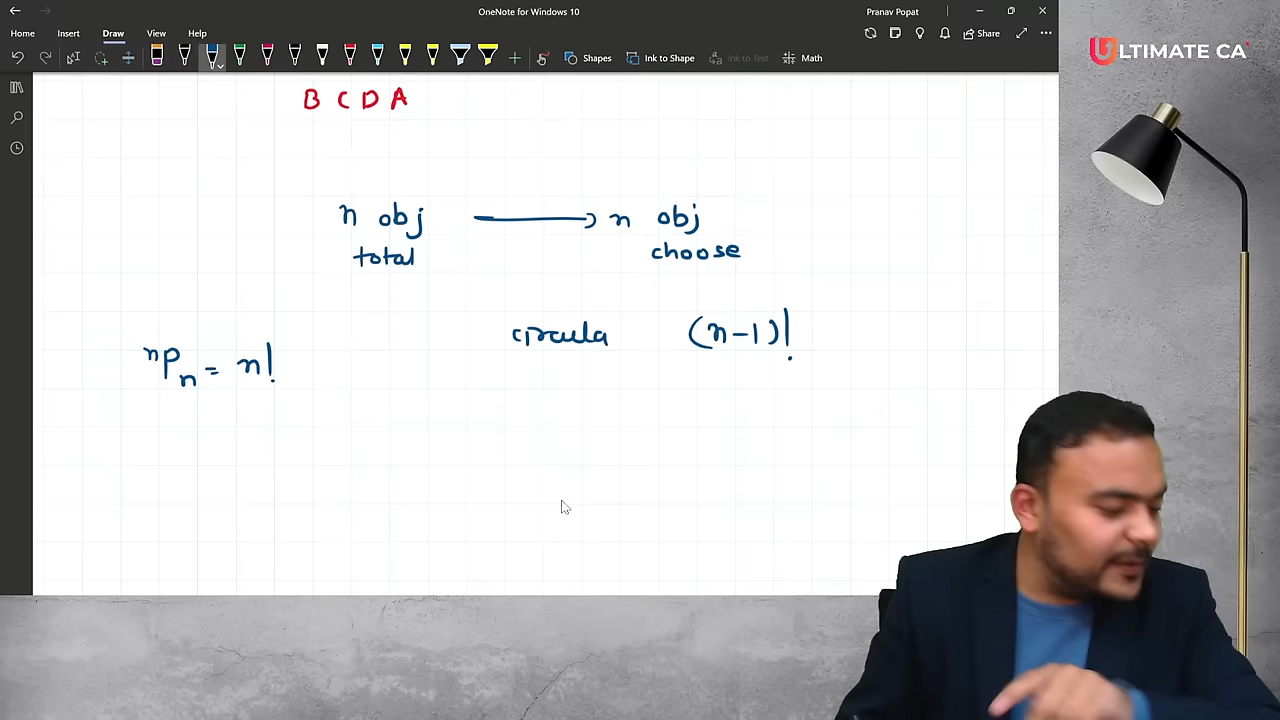 OneNote for Windows 10
Pranav Popat
Home Insert Draw View Help
Share
Shapes Ink to Shape Ink to Text Math
ULTIMATE CA
B C D A
n obj → n obj
total choose
circula (n-1)!
nPn = n!